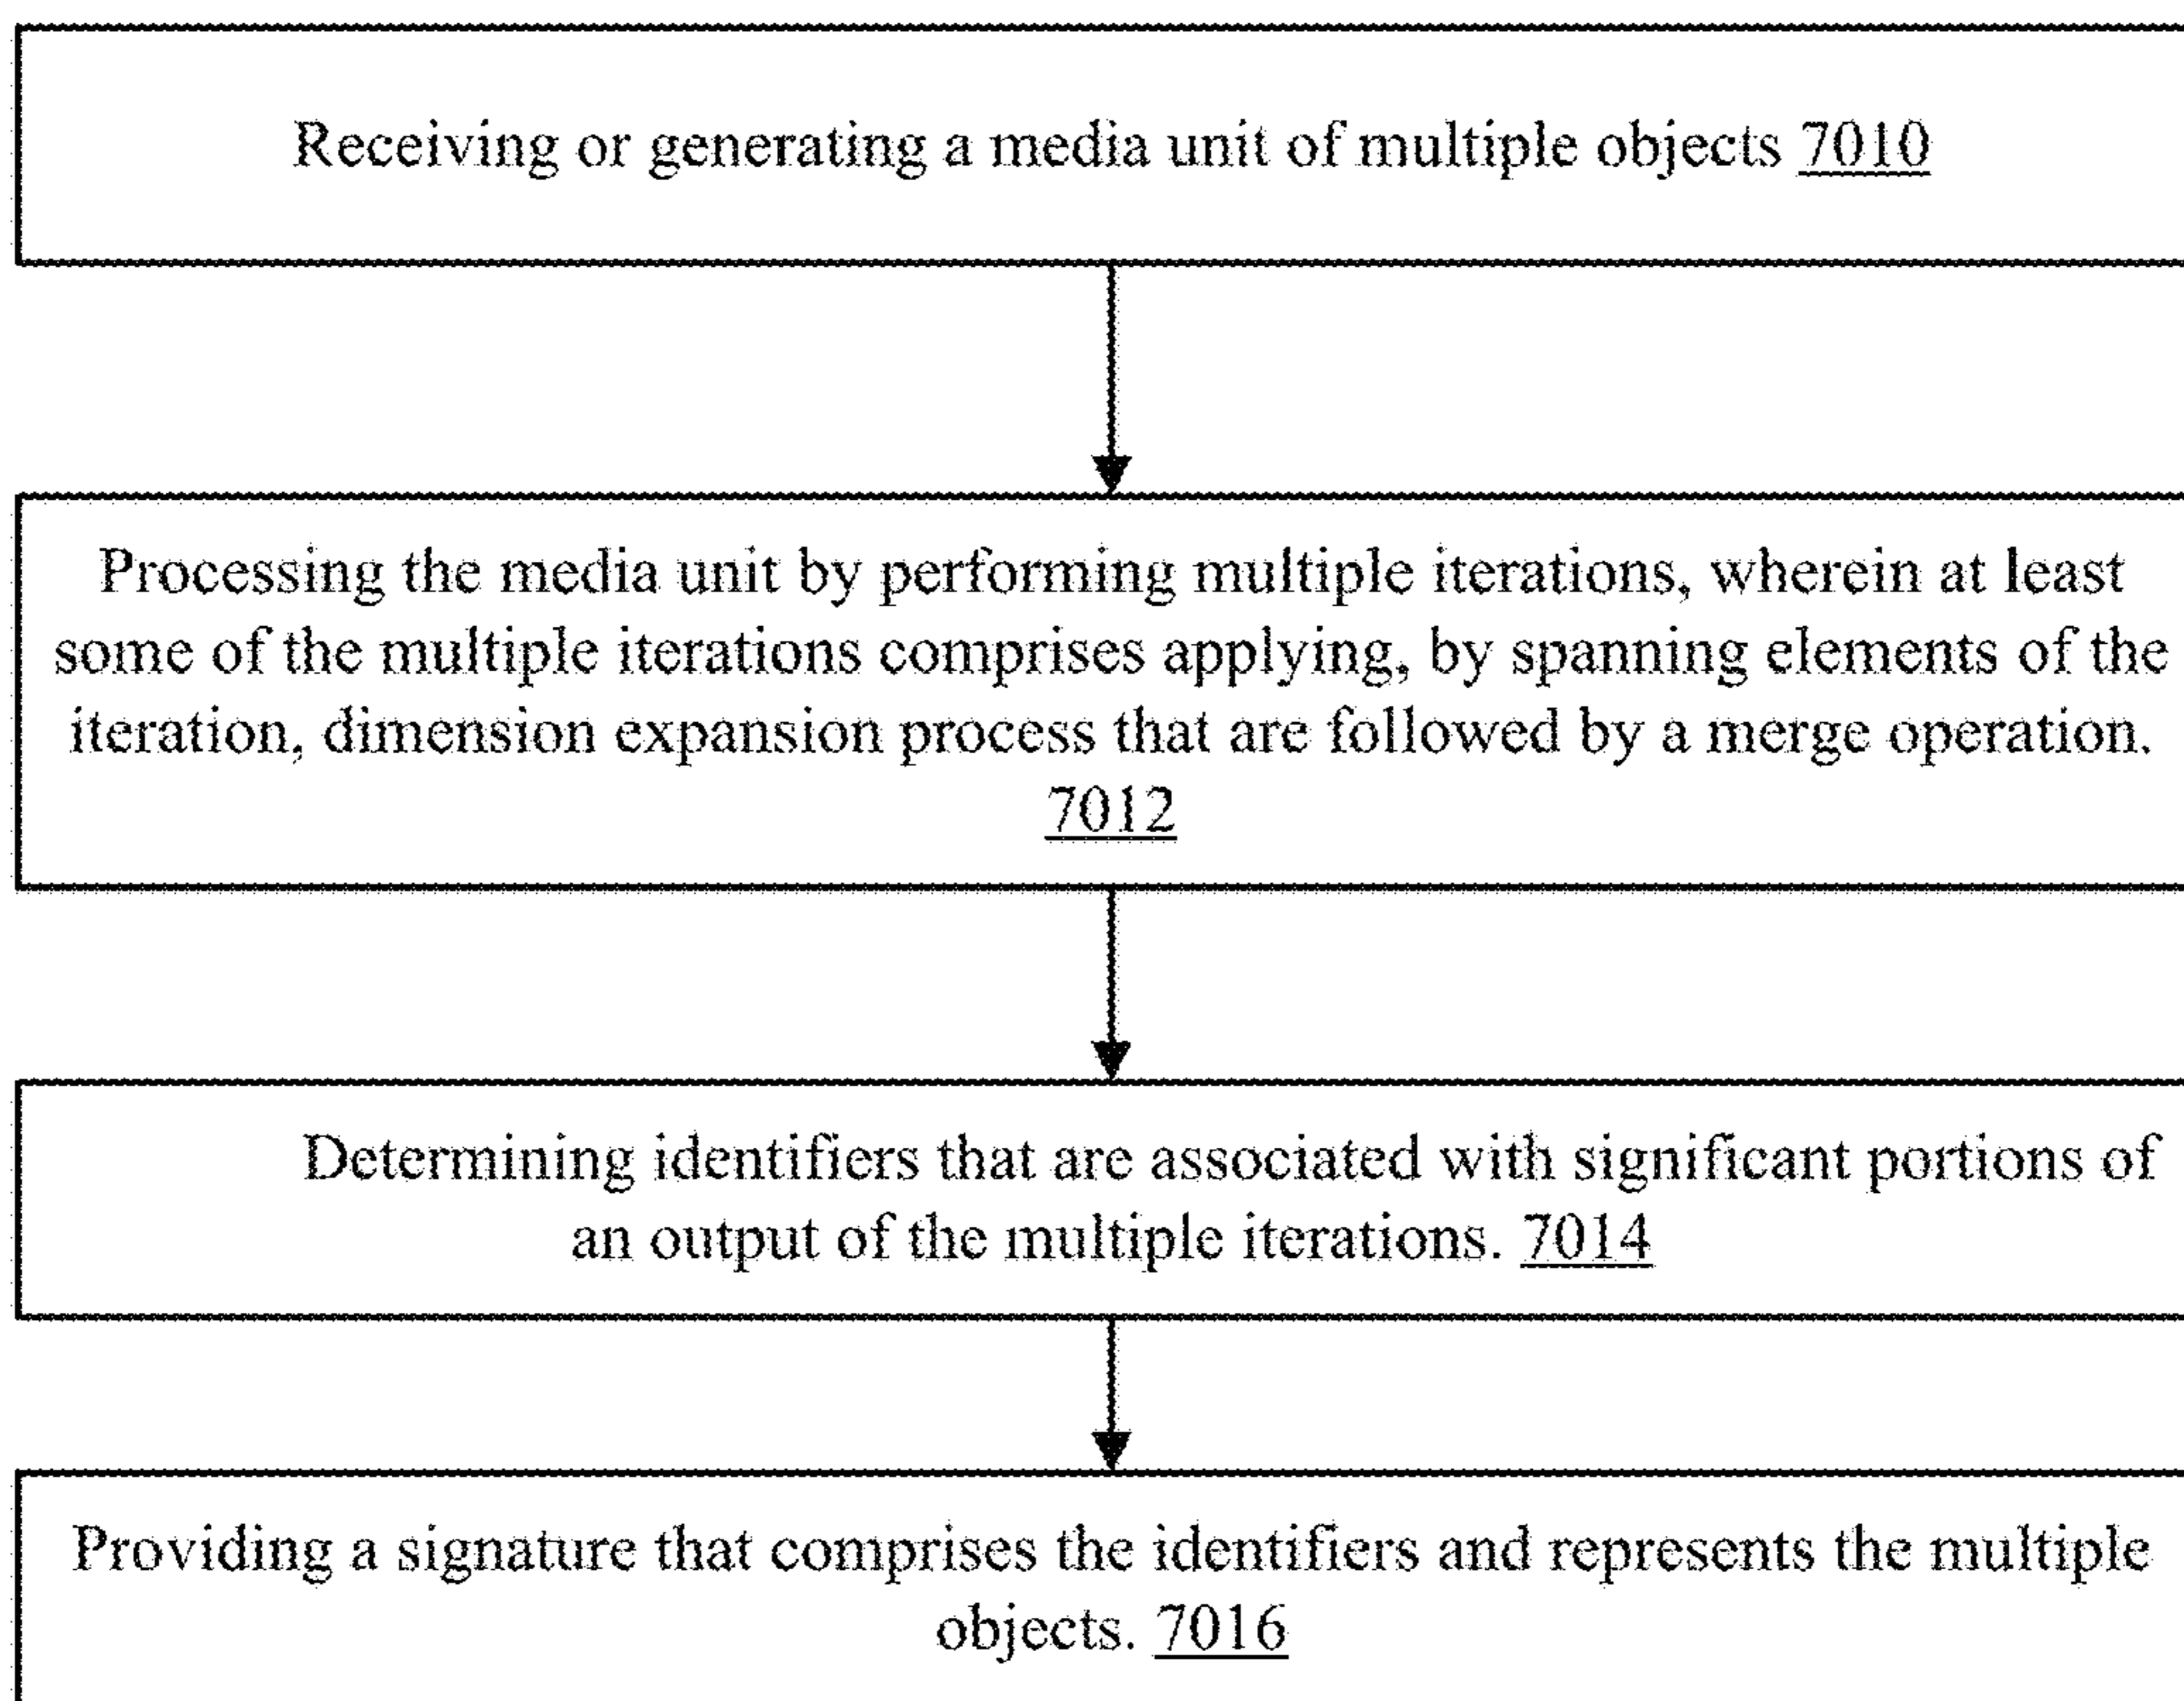 Receiving or generating a media unit of multiple objects 7010
Processing the media unit by performing multiple iterations, wherein at least
some of the multiple iterations comprises applying, by spanning elements of the
iteration, dimension expansion process that are followed by a merge operation.
7012
Determining identifiers that are associated with significant portions of
an output of the multiple iterations. 7014
Providing a signature that comprises the identifiers and represents the multiple
objects. 7016